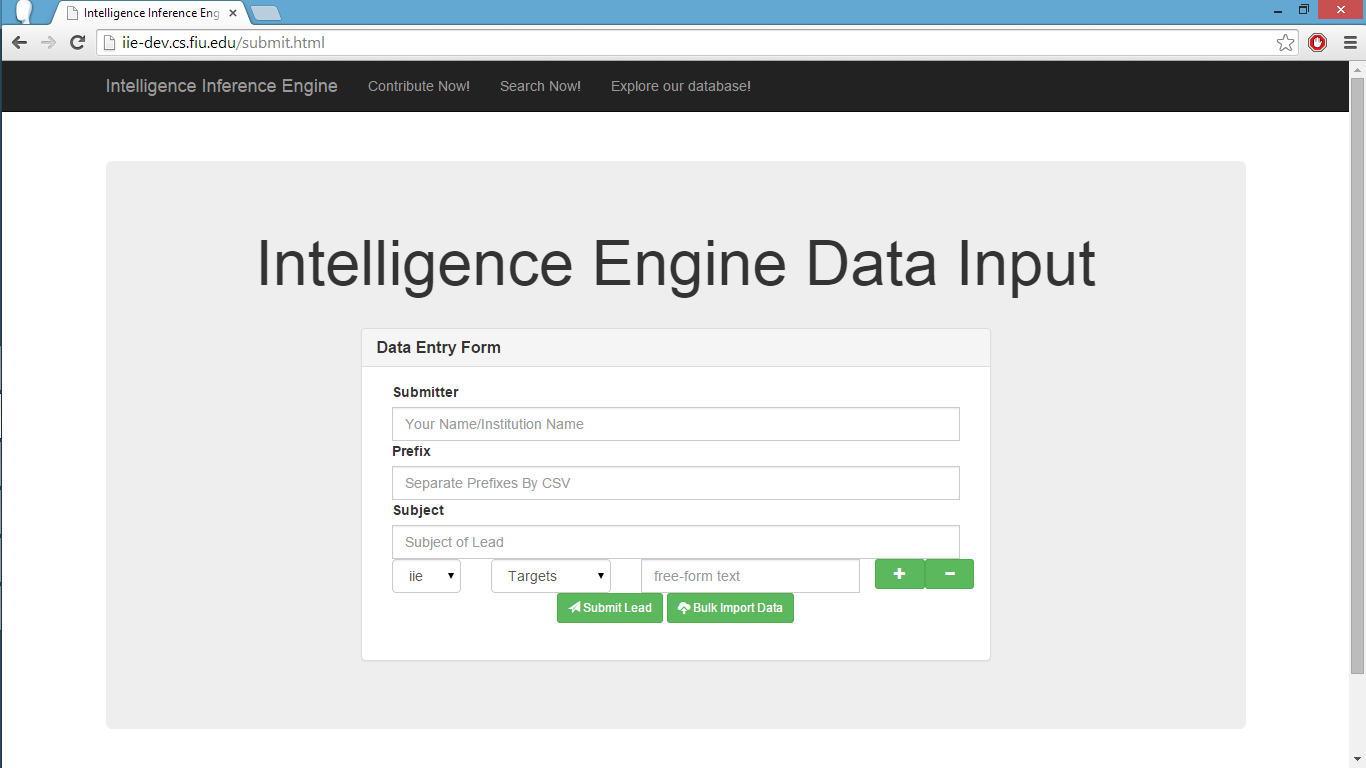 Intelligence Inference Eng
iie-dev.cs.fiu.edu/submit.html
Intelligence Inference Engine Contribute Now! Search Now! Explore our database!
Intelligence Engine Data Input
Data Entry Form
Submitter
Your Name/Institution Name
Prefix
Separate Prefixes By CSV
Subject
Subject of Lead
iie Targets free-form text
Submit Lead Bulk Import Data